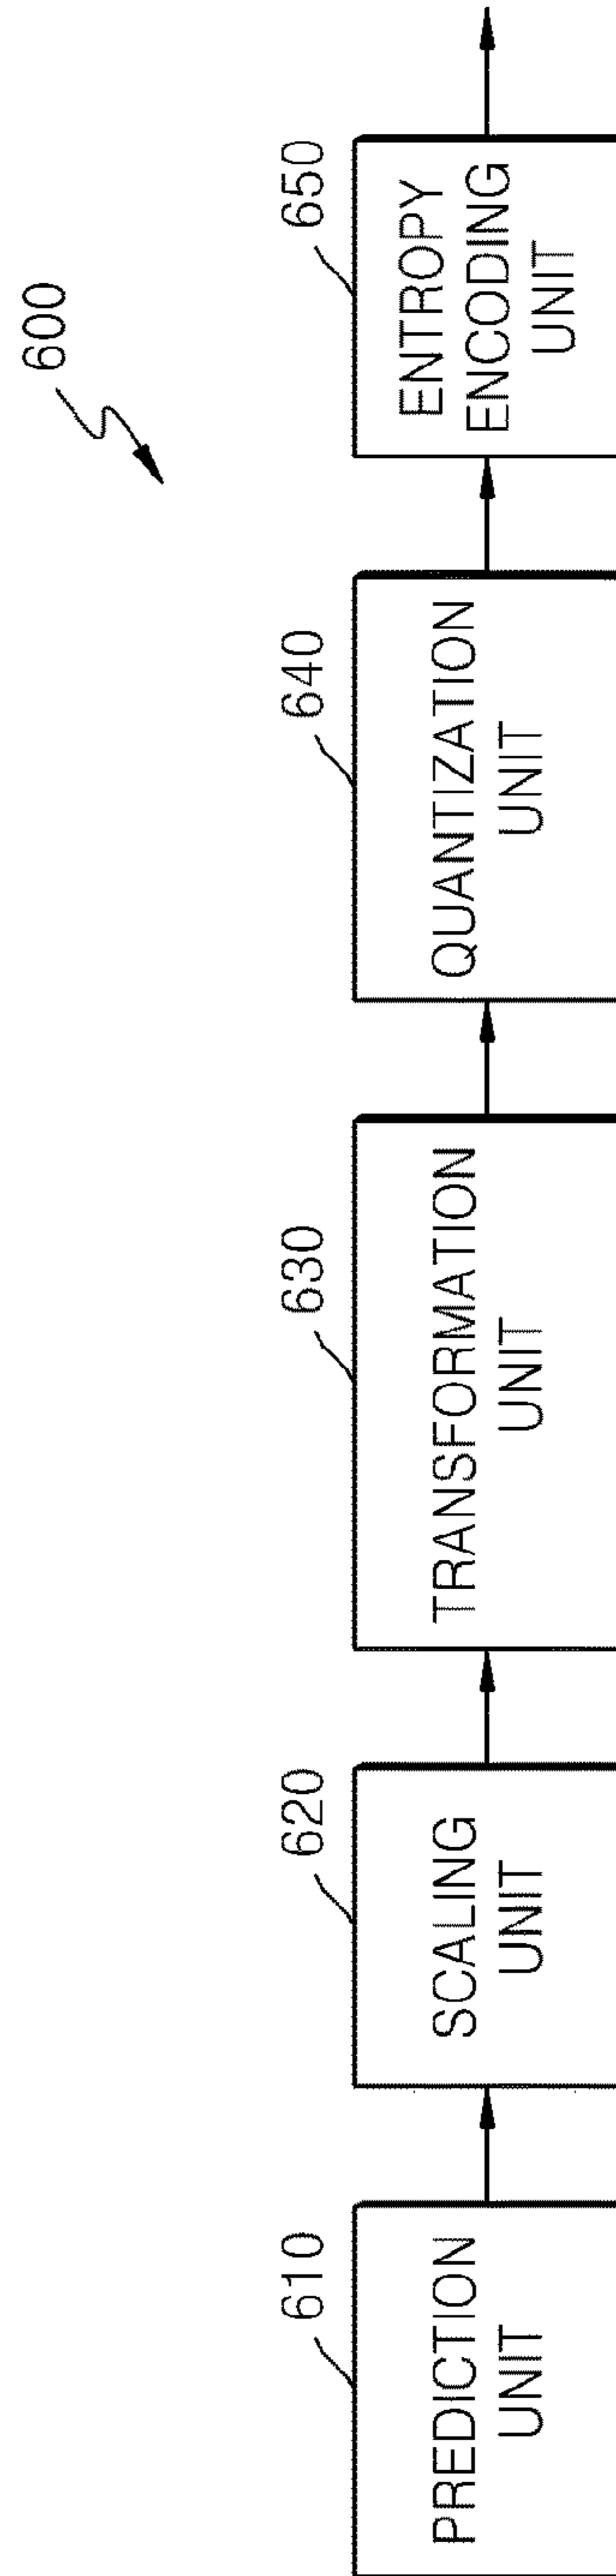 600
610
PREDICTION
UNIT
620
SCALING
UNIT
630
TRANSFORMATION
UNIT
640
QUANTIZATION
UNIT
650
ENTROPY
ENCODING
UNIT